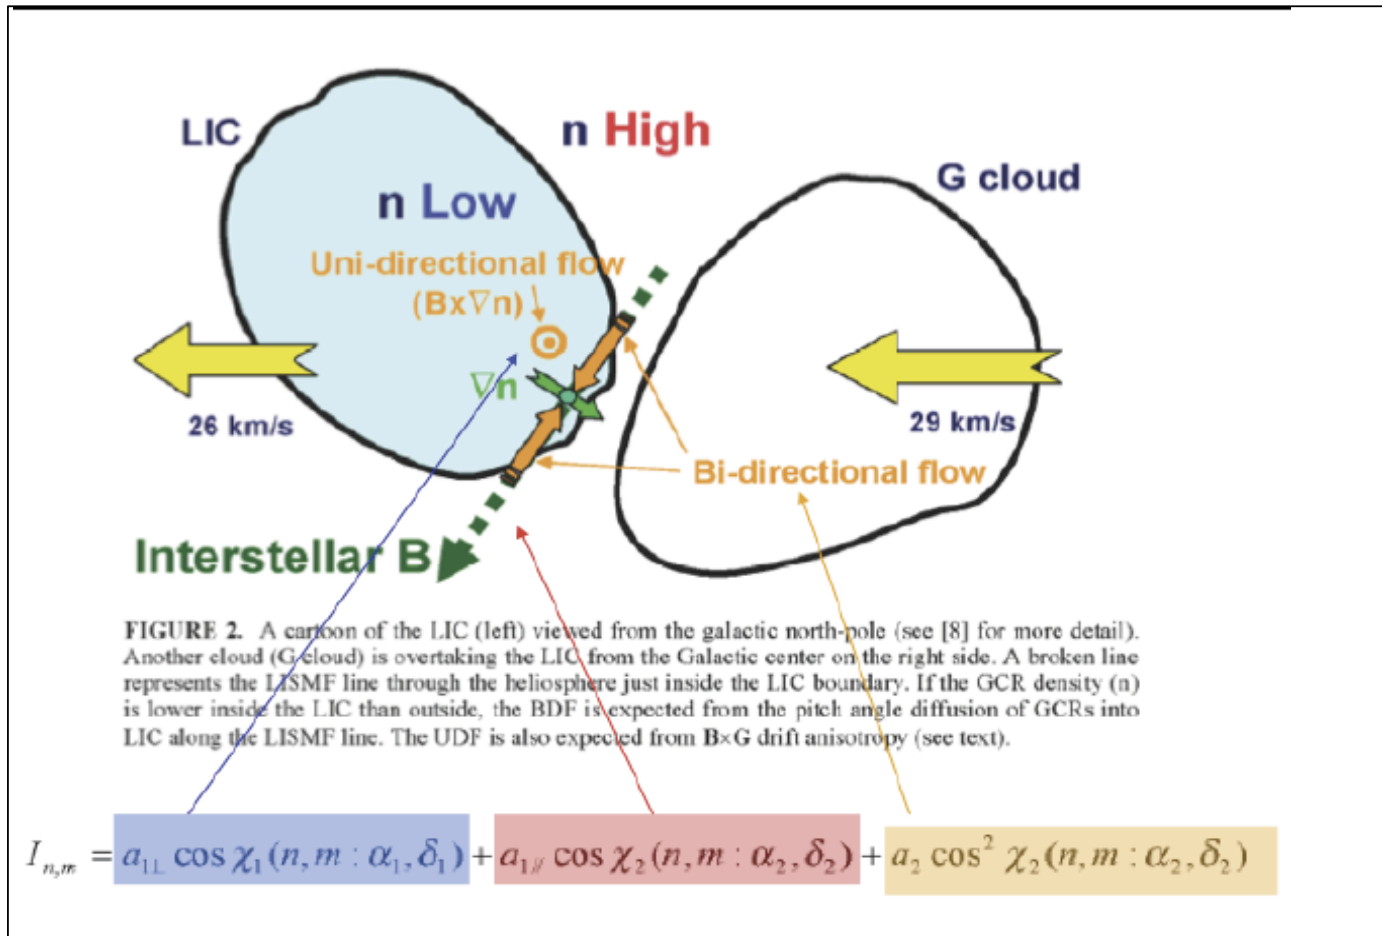 LIC
n High
G cloud
n Low
Uni-directional flow
(Bx∇n)
∇n
26 km/s
29 km/s
Bi-directional flow
Interstellar B
FIGURE 2. A cartoon of the LIC (left) viewed from the galactic north-pole (see [8] for more detail).
Another cloud (G cloud) is overtaking the LIC from the Galactic center on the right side. A broken line
represents the LISMF line through the heliosphere just inside the LIC boundary. If the GCR density (n)
is lower inside the LIC than outside, the BDF is expected from the pitch angle diffusion of GCRs into
LIC along the LISMF line. The UDF is also expected from B×G drift anisotropy (see text).
I_{n,m} = a_{1⊥} cos χ_1(n, m : α_1, δ_1) + a_{1//} cos χ_2(n, m : α_2, δ_2) + a_2 cos² χ_2(n, m : α_2, δ_2)